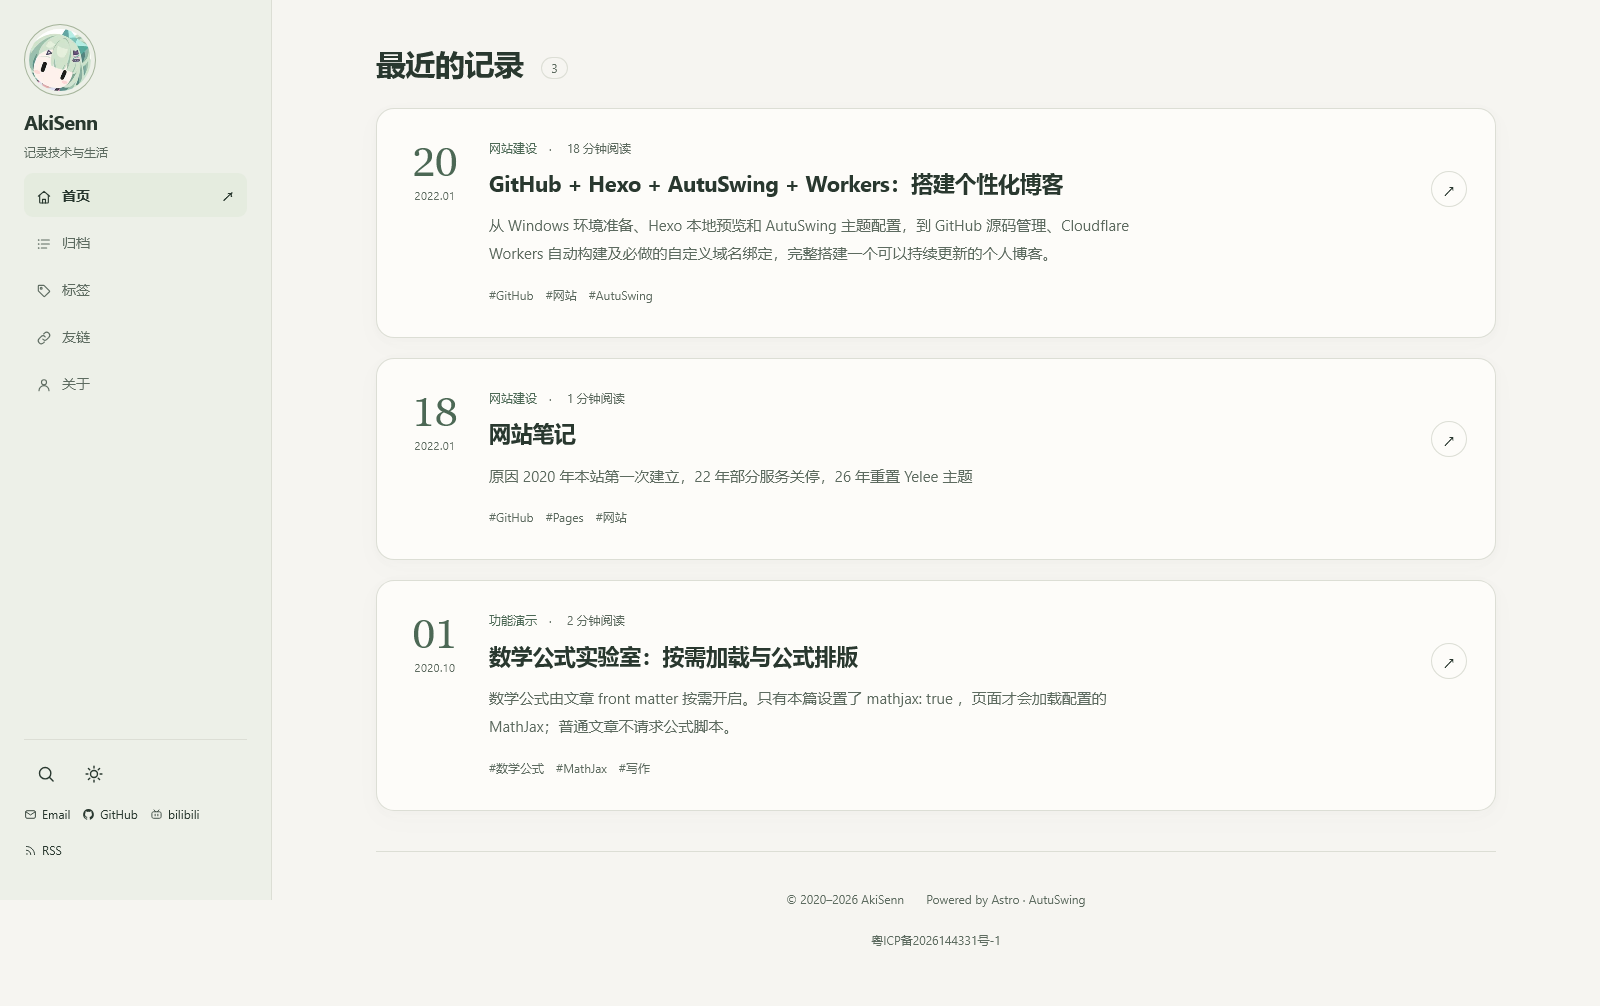 AkiSenn
记录技术与生活
首页
归档
标签
友链
关于
Email GitHub bilibili
RSS
最近的记录 3
20
2022.01
网站建设 · 18 分钟阅读
GitHub + Hexo + AutuSwing + Workers：搭建个性化博客
从 Windows 环境准备、Hexo 本地预览和 AutuSwing 主题配置，到 GitHub 源码管理、Cloudflare
Workers 自动构建及必做的自定义域名绑定，完整搭建一个可以持续更新的个人博客。
#GitHub #网站 #AutuSwing
18
2022.01
网站建设 · 1 分钟阅读
网站笔记
原因 2020 年本站第一次建立，22 年部分服务关停，26 年重置 Yelee 主题
#GitHub #Pages #网站
01
2020.10
功能演示 · 2 分钟阅读
数学公式实验室：按需加载与公式排版
数学公式由文章 front matter 按需开启。只有本篇设置了 mathjax: true ，页面才会加载配置的
MathJax；普通文章不请求公式脚本。
#数学公式 #MathJax #写作
© 2020–2026 AkiSenn Powered by Astro · AutuSwing
粤ICP备2026144331号-1